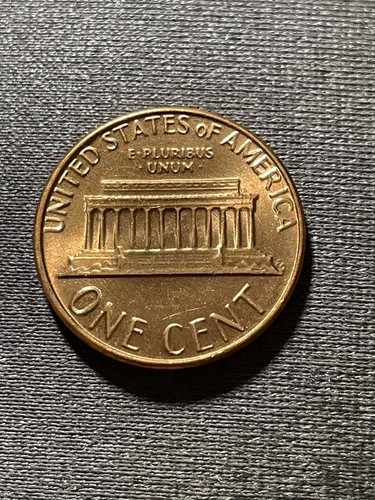 UNITED STATES oF AMERICA
E·PLURIBUS
·UNUM·
ONE CENT